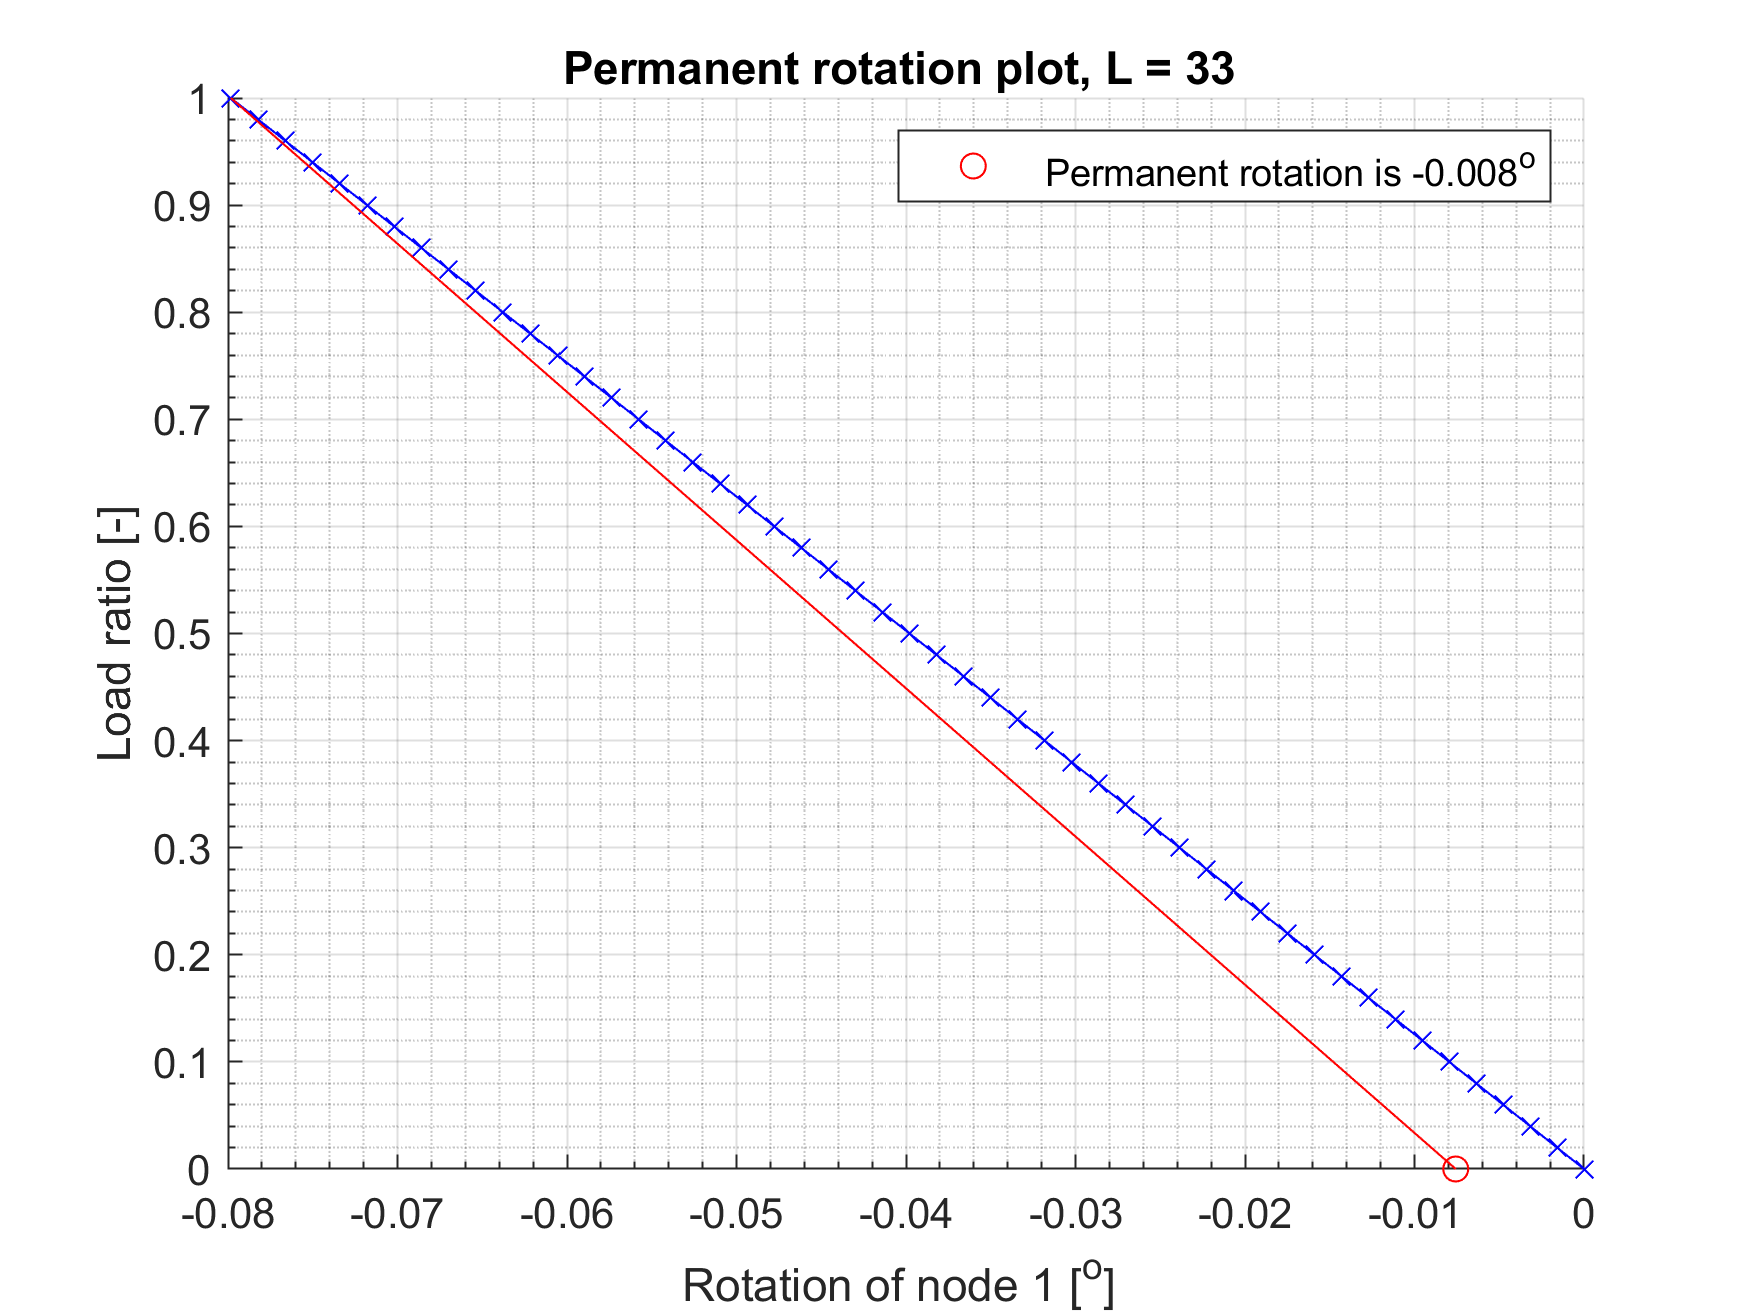 Permanent rotation plot, L = 33
Permanent rotation is -0.008°
Load ratio [-]
1
0.9
0.8
0.7
0.6
0.5
0.4
0.3
0.2
0.1
0
-0.08 -0.07 -0.06 -0.05 -0.04 -0.03 -0.02 -0.01 0
Rotation of node 1 [°]